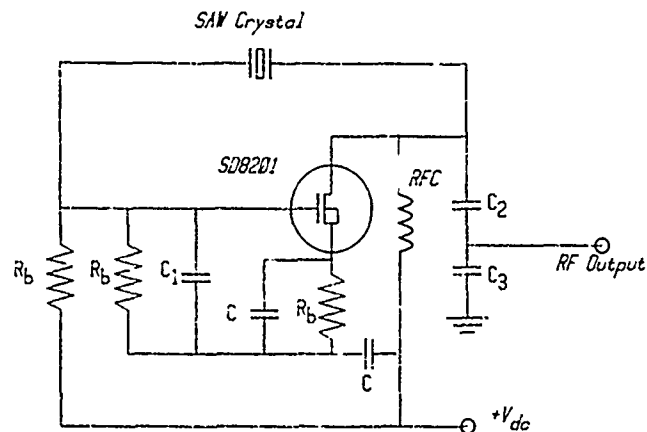 SAW Crystal
SD8201
RFC
C2
RF Output
Rb
Rb
C1
C
Rb
C3
C
+Vdc